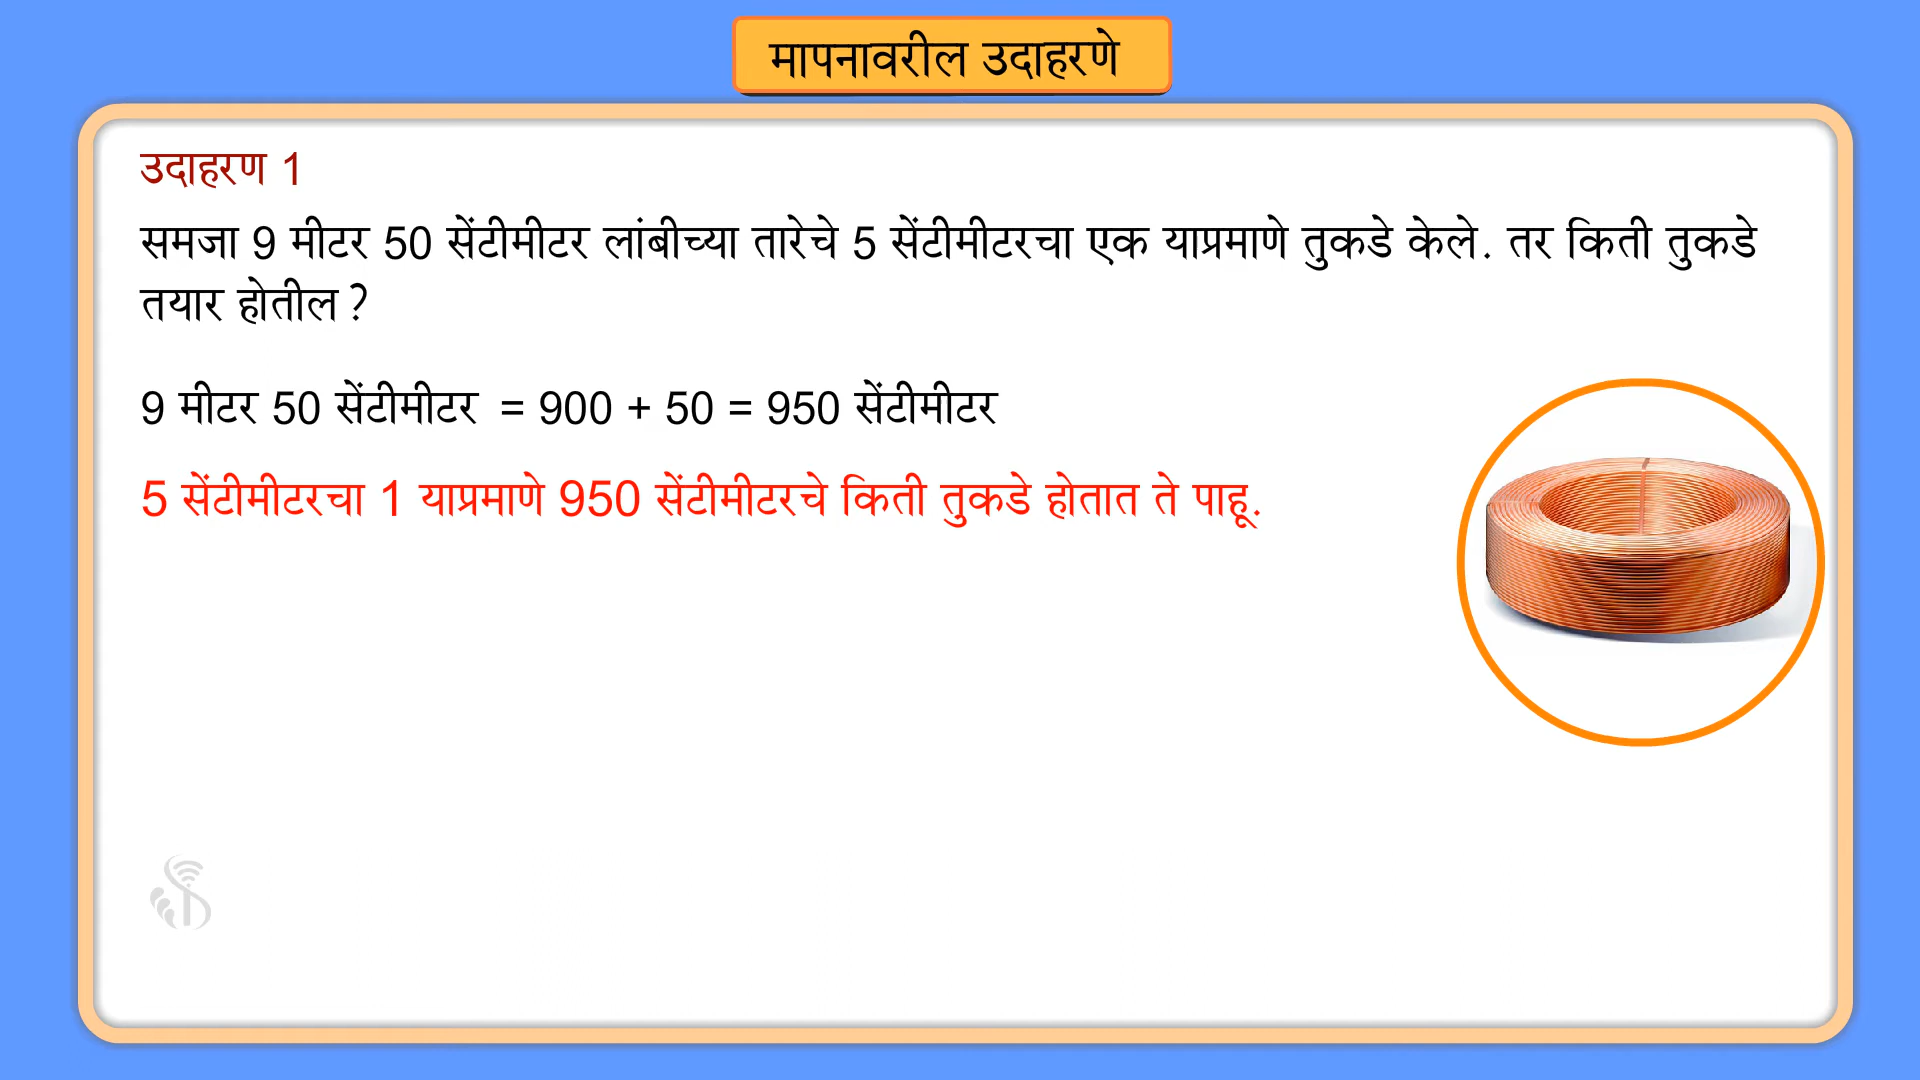 मापनावरील उदाहरणे
उदाहरण 1
समजा 9 मीटर 50 सेंटीमीटर लांबीच्या तारेचे 5 सेंटीमीटरचा एक याप्रमाणे तुकडे केले. तर किती तुकडे
तयार होतील?
9 मीटर 50 सेंटीमीटर = 900 + 50 = 950 सेंटीमीटर
5 सेंटीमीटरचा 1 याप्रमाणे 950 सेंटीमीटरचे किती तुकडे होतात ते पाहू.